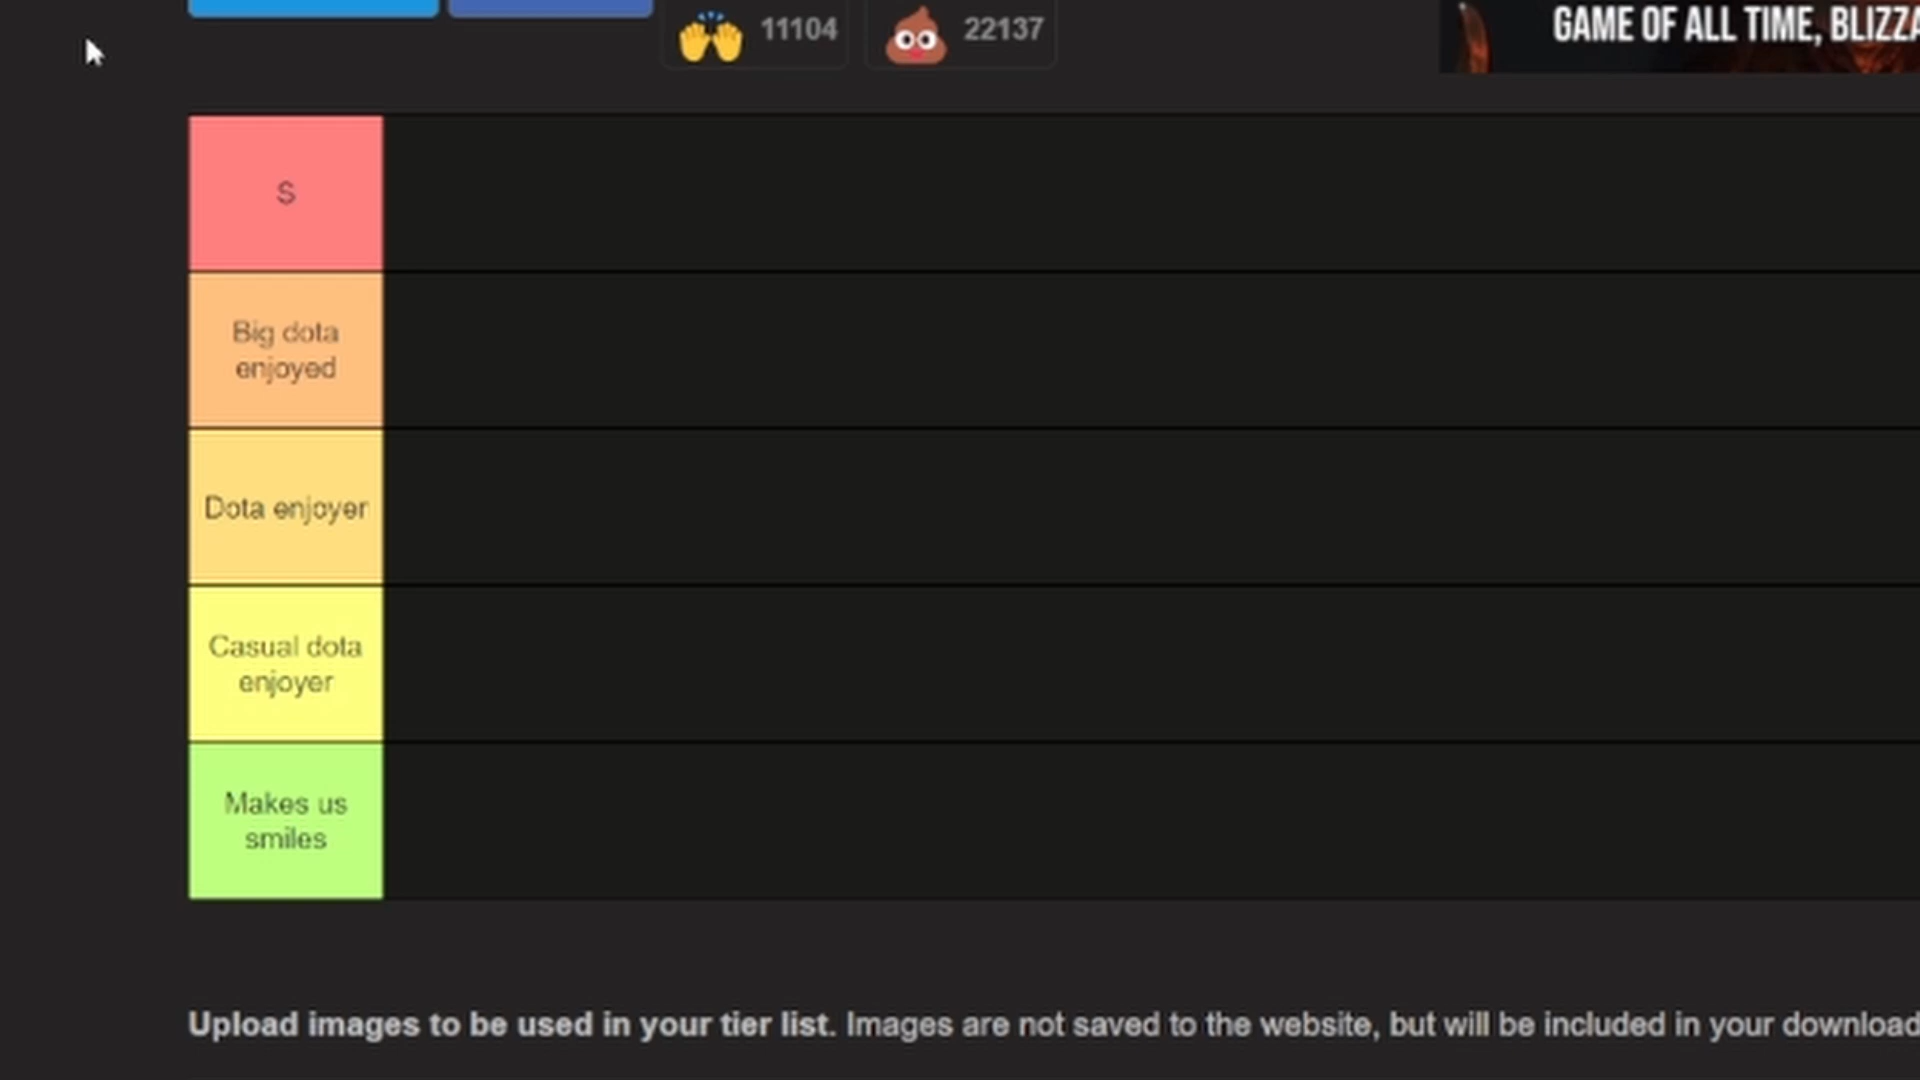 11104
22137
GAME OF ALL TIME,
S
Big dota
enjoyed
Dota enjoyer
Casual dota
enjoyer
Makes us
smiles
Upload images to be used in your tier list. Images are not saved to the website, but will be included in your download